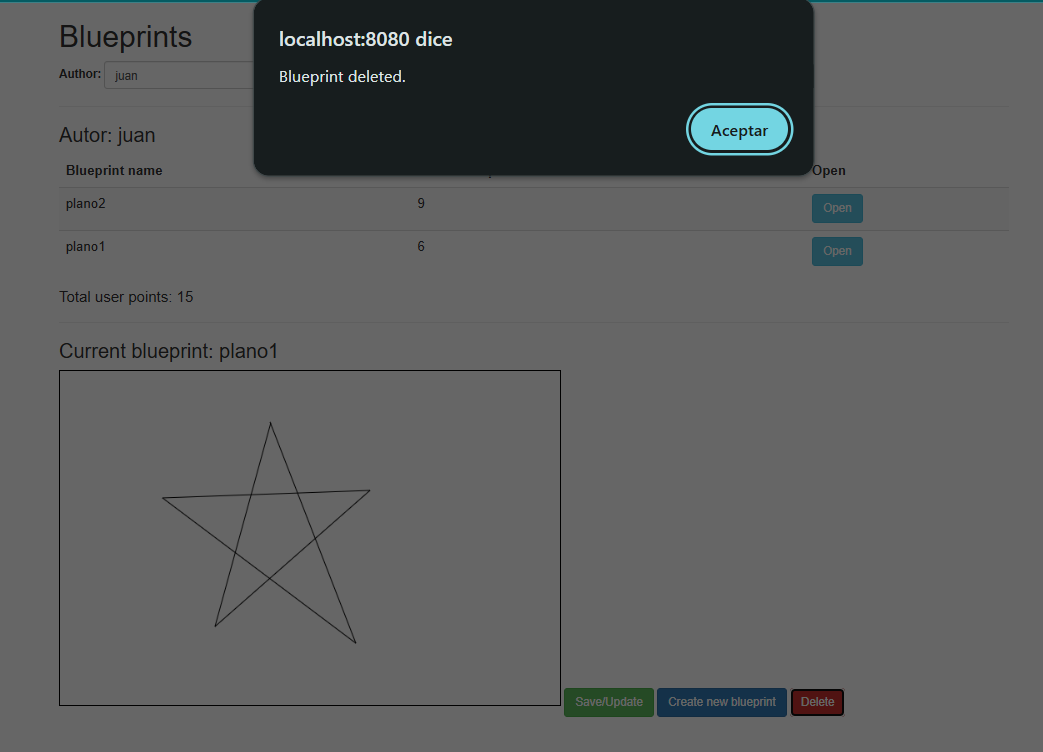 Blueprints
localhost:8080 dice
Blueprint deleted.
Author: juan
Aceptar
Autor: juan
Blueprint name Open
plano2 9 Open
plano1 6 Open
Total user points: 15
Current blueprint: plano1
Save/Update Create new blueprint Delete